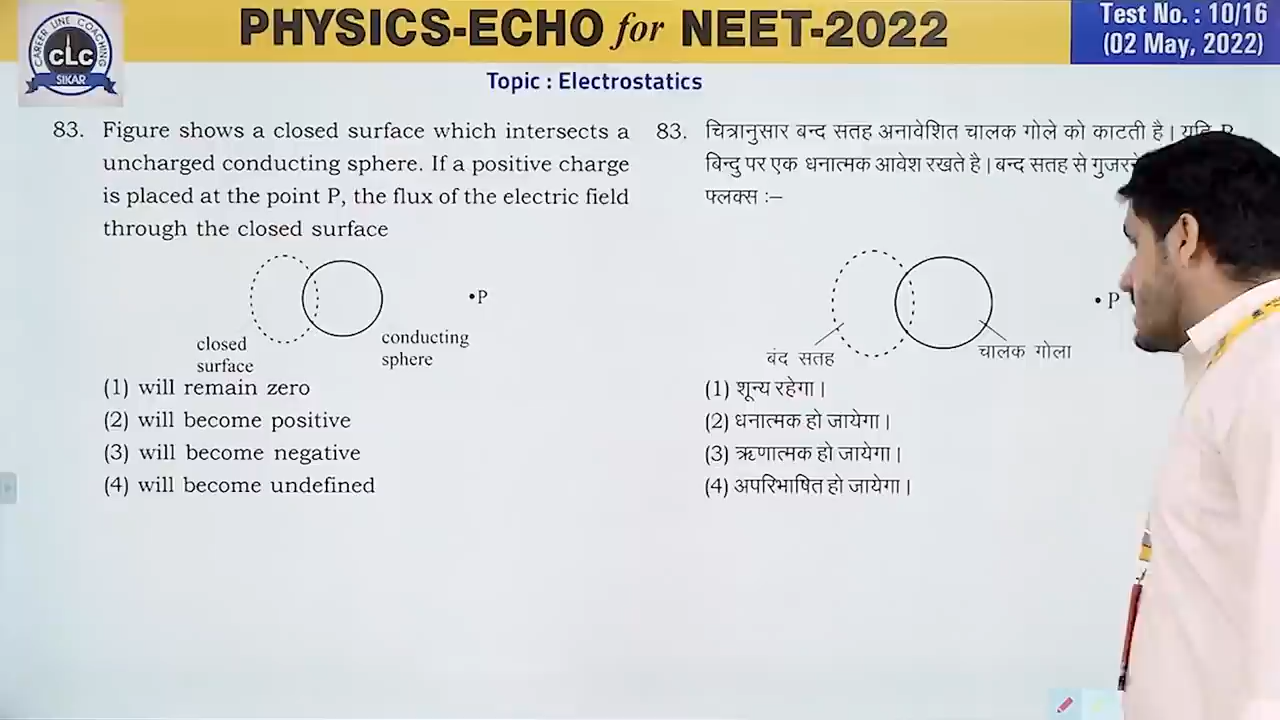 PHYSICS-ECHO for NEET-2022
Test No. : 10/16
(02 May, 2022)
CAREER LINE COACHING
CLC
SIKAR
Topic : Electrostatics
83. Figure shows a closed surface which intersects a
uncharged conducting sphere. If a positive charge
is placed at the point P, the flux of the electric field
through the closed surface
•P
closed
surface
conducting
sphere
(1) will remain zero
(2) will become positive
(3) will become negative
(4) will become undefined
83. चित्रानुसार बन्द सतह अनावेशित चालक गोले को काटती है। यदि P
बिन्दु पर एक धनात्मक आवेश रखते है। बन्द सतह से
फ्लक्स :–
•P
बंद सतह
चालक गोला
(1) शून्य रहेगा।
(2) धनात्मक हो जायेगा।
(3) ऋणात्मक हो जायेगा।
(4) अपरिभाषित हो जायेगा।